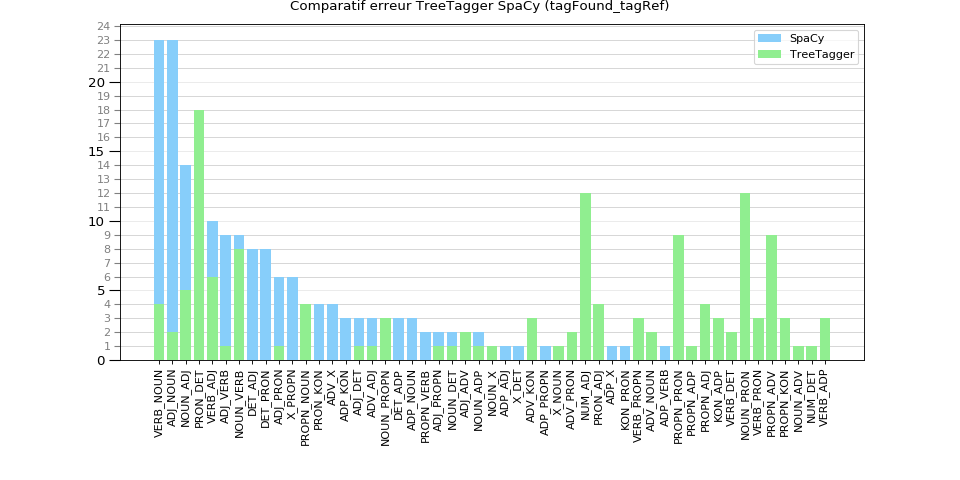 Comparatif erreur TreeTagger SpaCy (tagFound_tagRef)
SpaCy
TreeTagger
24
23
22
21
20
19
18
17
16
15
14
13
12
11
10
9
8
7
6
5
4
3
2
1
0
VERB_NOUN
ADJ_NOUN
NOUN_ADJ
PRON_DET
VERB_ADJ
ADJ_VERB
NOUN_VERB
DET_ADJ
DET_PRON
ADJ_PRON
X_PROPN
PROPN_NOUN
PRON_KON
ADV_X
ADP_KON
ADJ_DET
ADV_ADJ
NOUN_PROPN
DET_ADP
ADP_NOUN
PROPN_VERB
ADJ_PROPN
NOUN_DET
ADJ_ADV
NOUN_ADP
NOUN_X
ADP_ADJ
X_DET
ADV_KON
ADP_PROPN
X_NOUN
ADV_PRON
NUM_ADJ
PRON_ADJ
ADP_X
KON_PRON
VERB_PROPN
ADV_NOUN
ADP_VERB
PROPN_PRON
PROPN_ADP
PROPN_ADJ
KON_ADP
VERB_DET
NOUN_PRON
VERB_PRON
PROPN_ADV
PROPN_KON
NOUN_ADV
NUM_DET
VERB_ADP